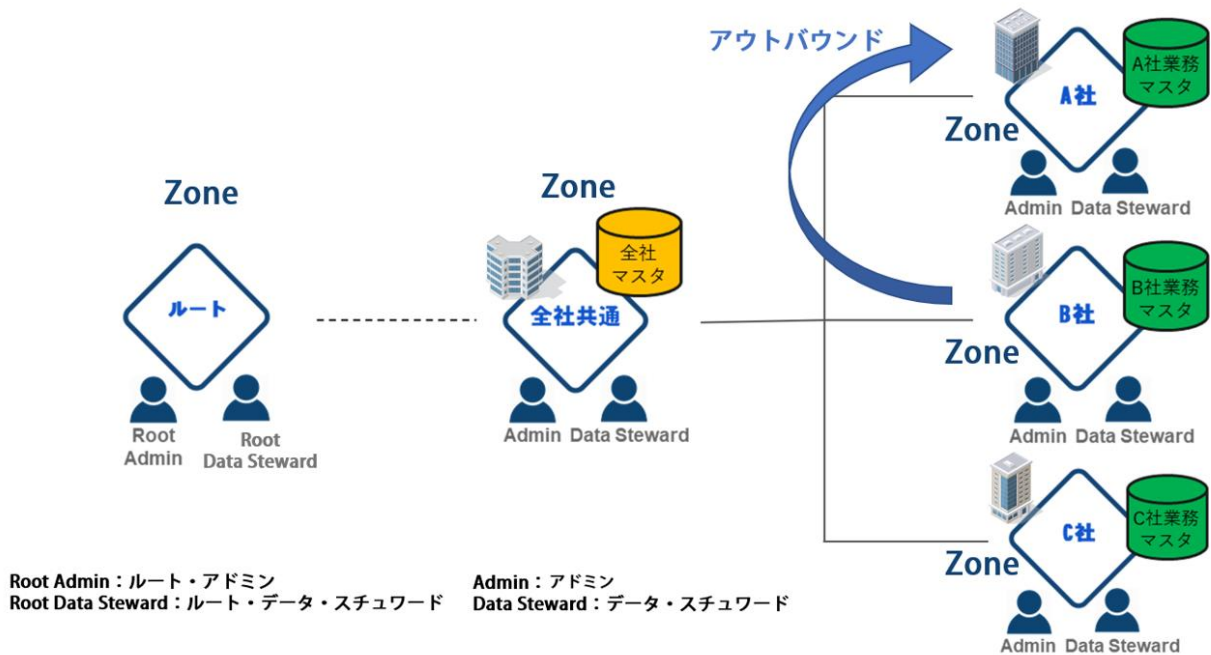 アウトバウンド
A社業務
マスタ
A社
Zone
Admin Data Steward
Zone
ルート
Root
Admin
Root
Data Steward
Zone
全社
マスタ
全社共通
Admin Data Steward
B社業務
マスタ
B社
Zone
Admin Data Steward
C社業務
マスタ
C社
Zone
Admin Data Steward
Root Admin：ルート・アドミン
Root Data Steward：ルート・データ・スチュワード
Admin：アドミン
Data Steward：データ・スチュワード